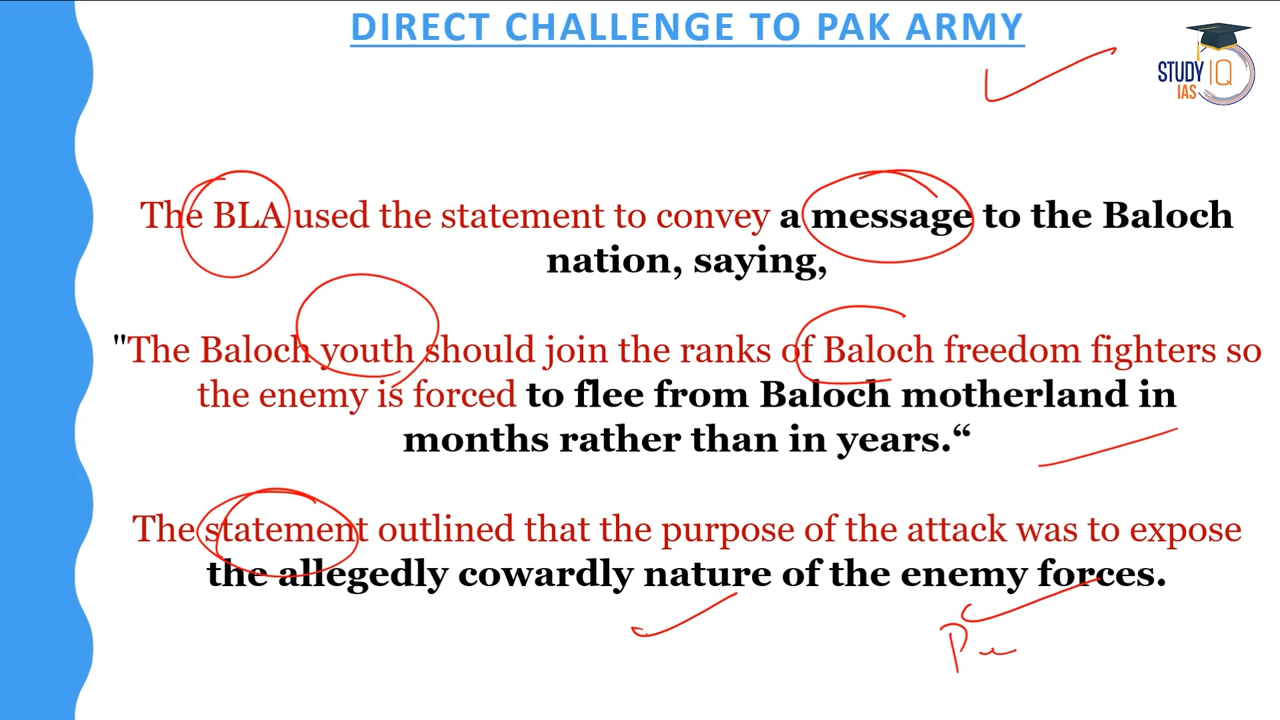 DIRECT CHALLENGE TO PAK ARMY
STUDY IQ
IAS
The BLA used the statement to convey a message to the Baloch
nation, saying,
"The Baloch youth should join the ranks of Baloch freedom fighters so
the enemy is forced to flee from Baloch motherland in
months rather than in years.“
The statement outlined that the purpose of the attack was to expose
the allegedly cowardly nature of the enemy forces.